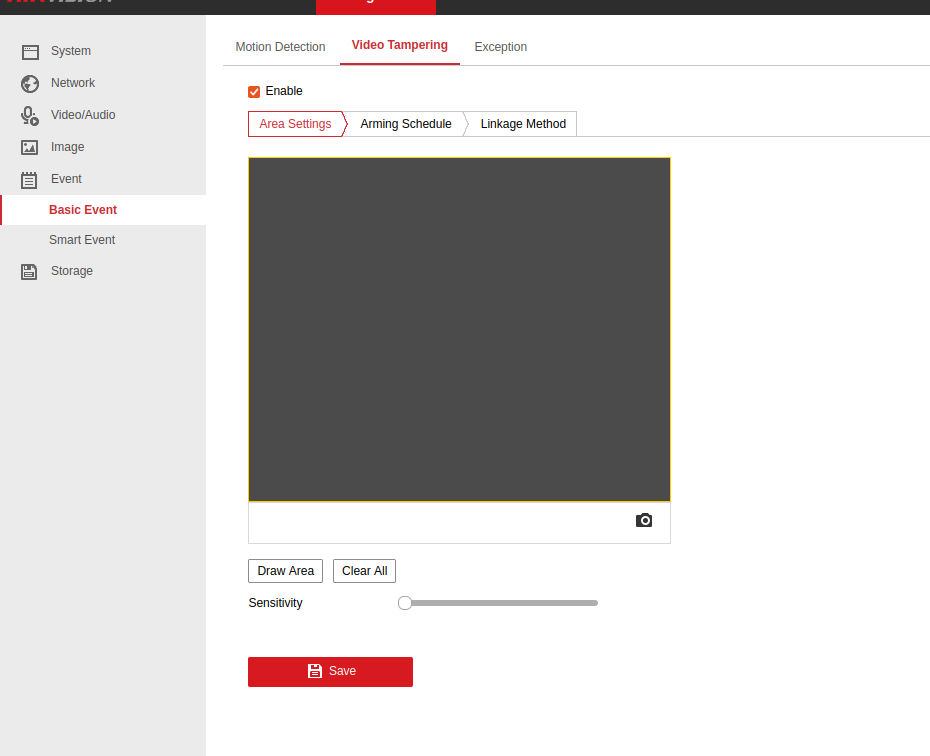 System
Network
Video/Audio
Image
Event
Basic Event
Smart Event
Storage
Motion Detection
Video Tampering
Exception
Enable
Area Settings
Arming Schedule
Linkage Method
Draw Area
Clear All
Sensitivity
Save